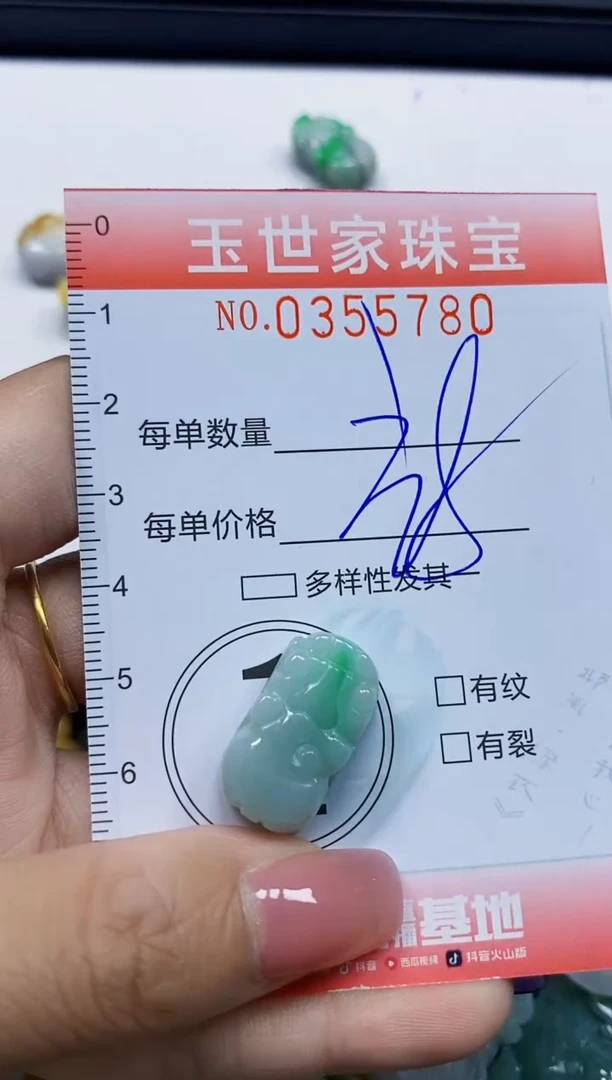 玉世家珠宝
NO.0355780
每单数量
每单价格
多样性发其一
有纹
有裂
基地
抖音 西瓜视频 抖音火山版
0
1
2
3
4
5
6